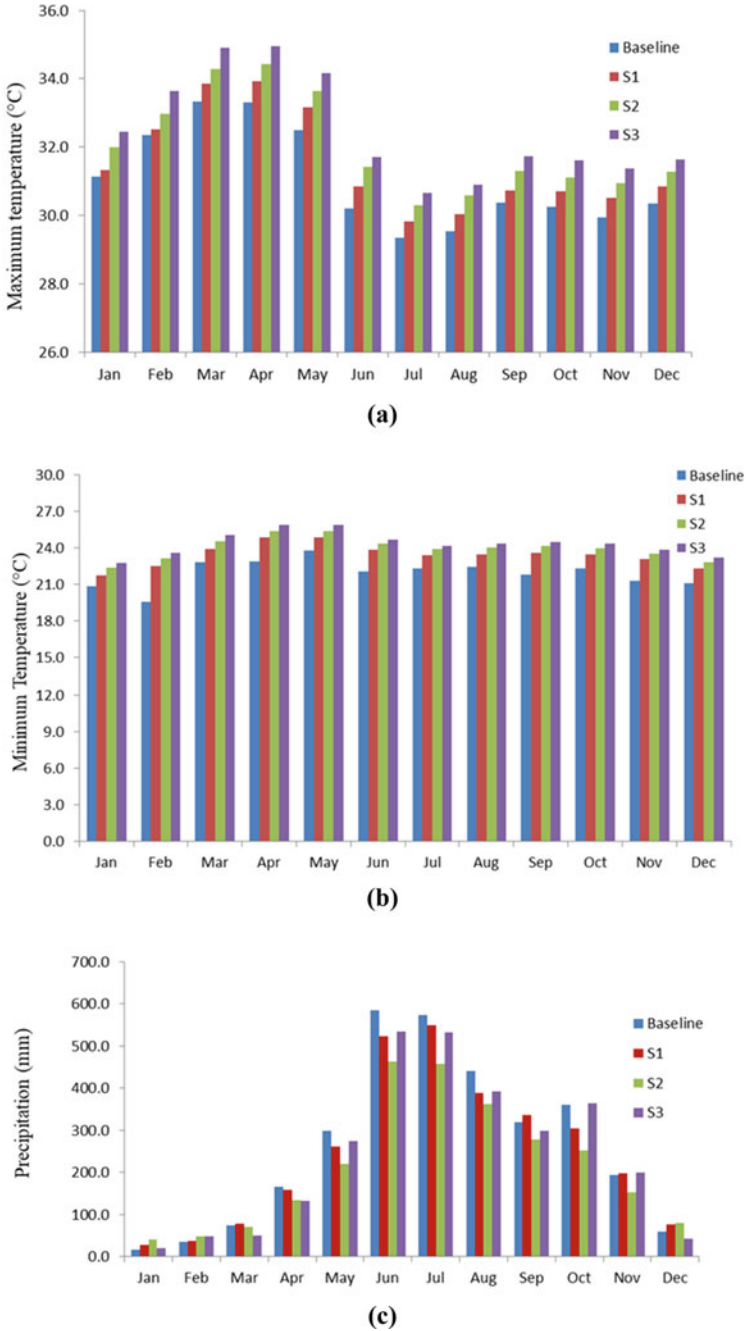 Maximum temperature (°C)
36.0
34.0
32.0
30.0
28.0
26.0
Baseline
S1
S2
S3
Jan Feb Mar Apr May Jun Jul Aug Sep Oct Nov Dec
(a)
Minimum Temperature (°C)
30.0
27.0
24.0
21.0
18.0
15.0
12.0
9.0
6.0
3.0
0.0
Baseline
S1
S2
S3
Jan Feb Mar Apr May Jun Jul Aug Sep Oct Nov Dec
(b)
Precipitation (mm)
700.0
600.0
500.0
400.0
300.0
200.0
100.0
0.0
Baseline
S1
S2
S3
Jan Feb Mar Apr May Jun Jul Aug Sep Oct Nov Dec
(c)